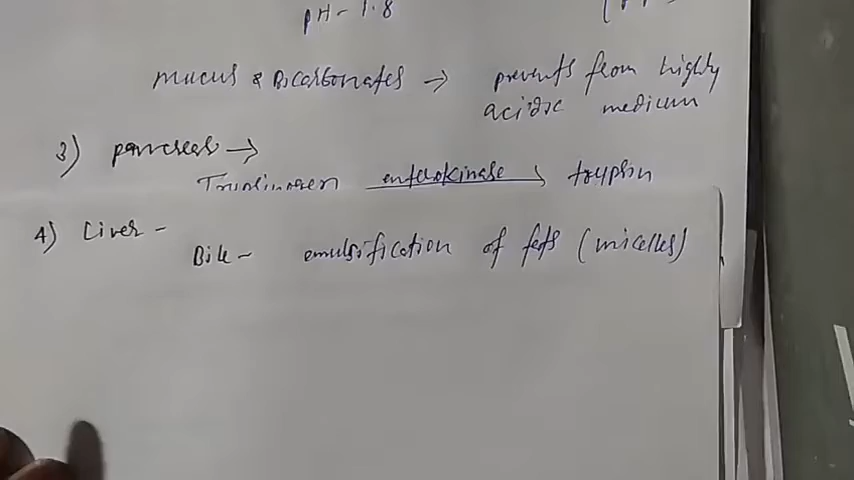 pH - 1.8
mucus & Bicarbonates → prevents from highly
acidic medium
3) pancreas →
enterokinase → trypsin
4) Liver -
Bile - emulsification of fats (micelles)